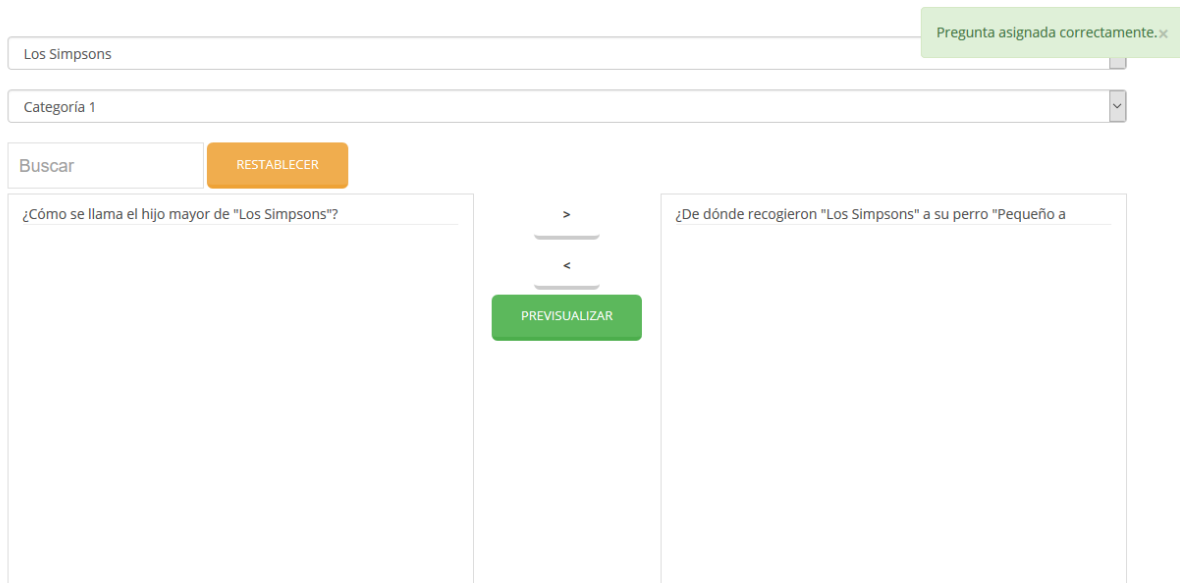 Pregunta asignada correctamente. ×
Los Simpsons
Categoría 1
Buscar
RESTABLECER
¿Cómo se llama el hijo mayor de "Los Simpsons"?
>
¿De dónde recogieron "Los Simpsons" a su perro "Pequeño a
<
PREVISUALIZAR